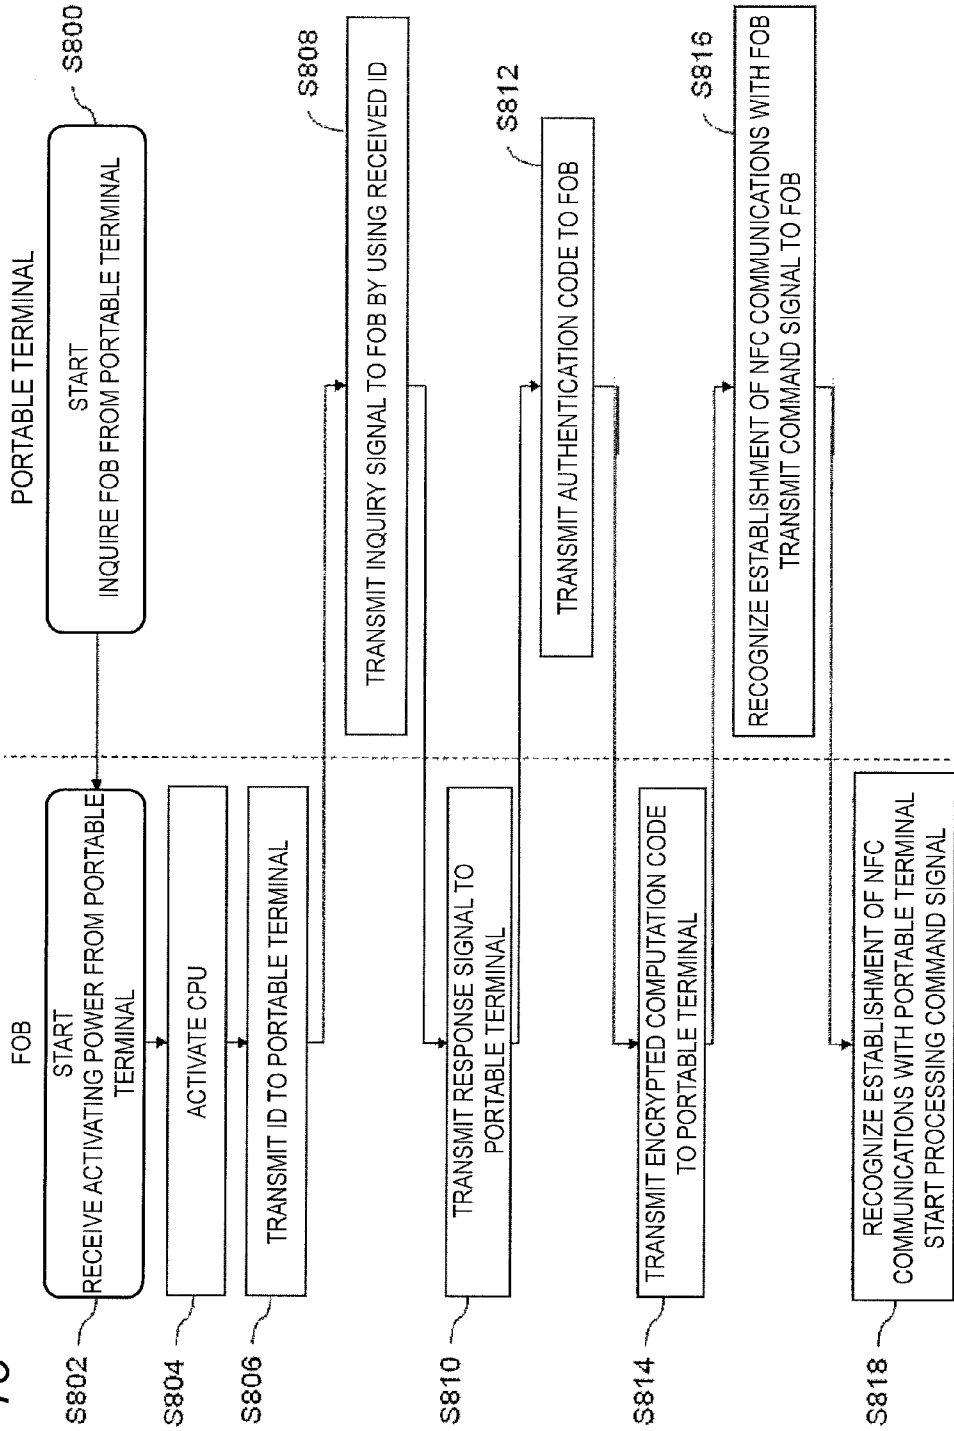 FOB
PORTABLE TERMINAL
S800
START
INQUIRE FOB FROM PORTABLE TERMINAL
S802
START
RECEIVE ACTIVATING POWER FROM PORTABLE
TERMINAL
S804
ACTIVATE CPU
S806
TRANSMIT ID TO PORTABLE TERMINAL
S808
TRANSMIT INQUIRY SIGNAL TO FOB BY USING RECEIVED ID
S810
TRANSMIT RESPONSE SIGNAL TO
PORTABLE TERMINAL
S812
TRANSMIT AUTHENTICATION CODE TO FOB
S814
TRANSMIT ENCRYPTED COMPUTATION CODE
TO PORTABLE TERMINAL
S816
RECOGNIZE ESTABLISHMENT OF NFC COMMUNICATIONS WITH FOB
TRANSMIT COMMAND SIGNAL TO FOB
S818
RECOGNIZE ESTABLISHMENT OF NFC
COMMUNICATIONS WITH PORTABLE TERMINAL
START PROCESSING COMMAND SIGNAL